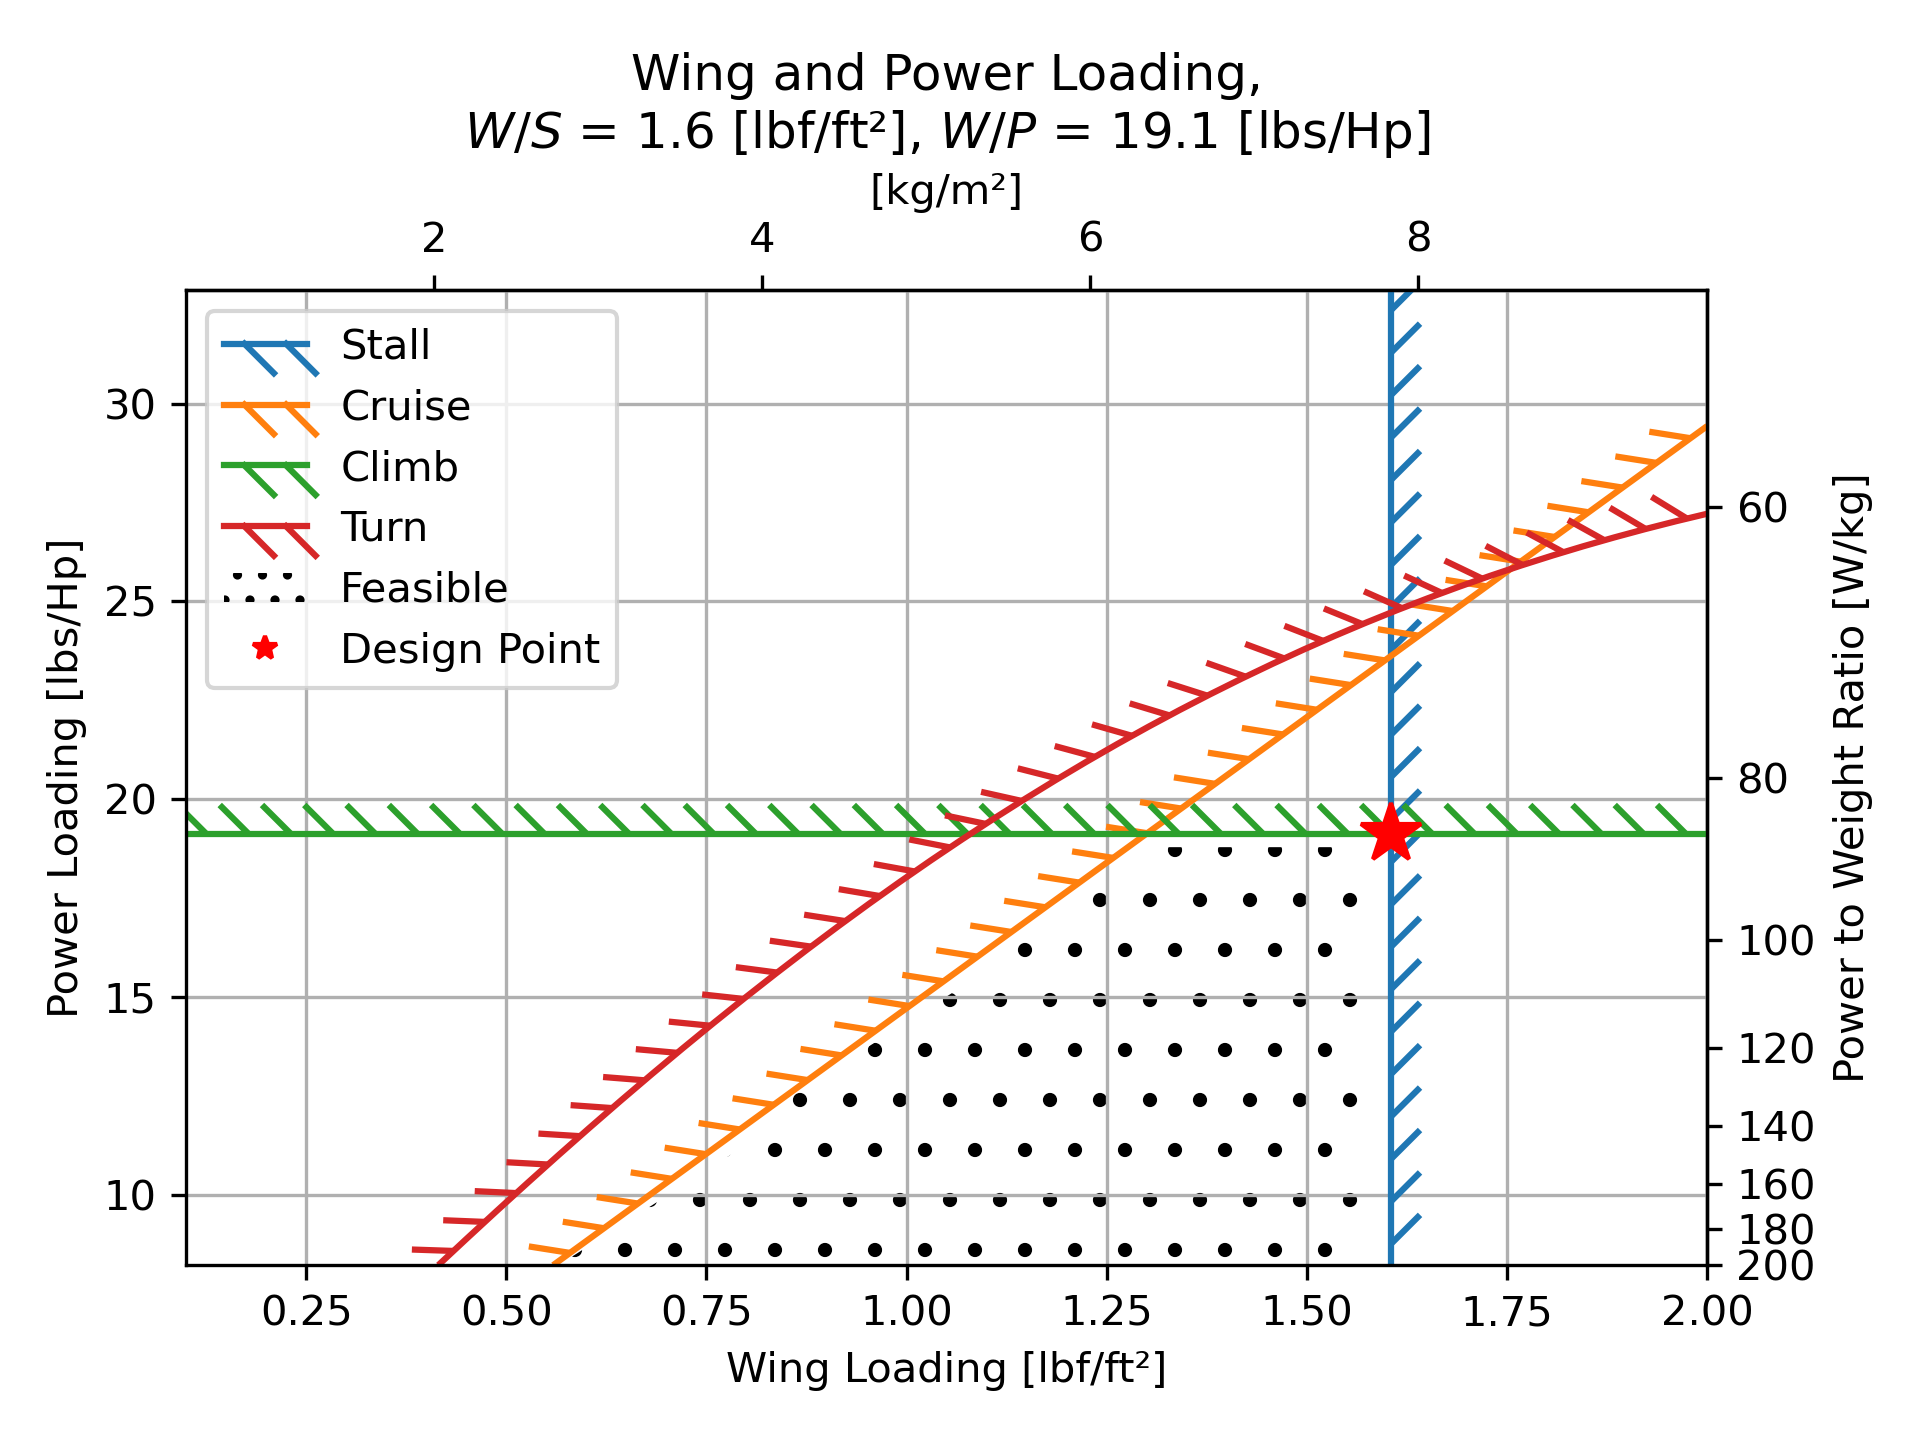 Wing and Power Loading,
W/S = 1.6 [lbf/ft²], W/P = 19.1 [lbs/Hp]
[kg/m²]
2 4 6 8
Stall
Cruise
Climb
Turn
Feasible
Design Point
Power Loading [lbs/Hp]
30
25
20
15
10
60
80
100
120
140
160
180
200
Power to Weight Ratio [W/kg]
0.25 0.50 0.75 1.00 1.25 1.50 1.75 2.00
Wing Loading [lbf/ft²]